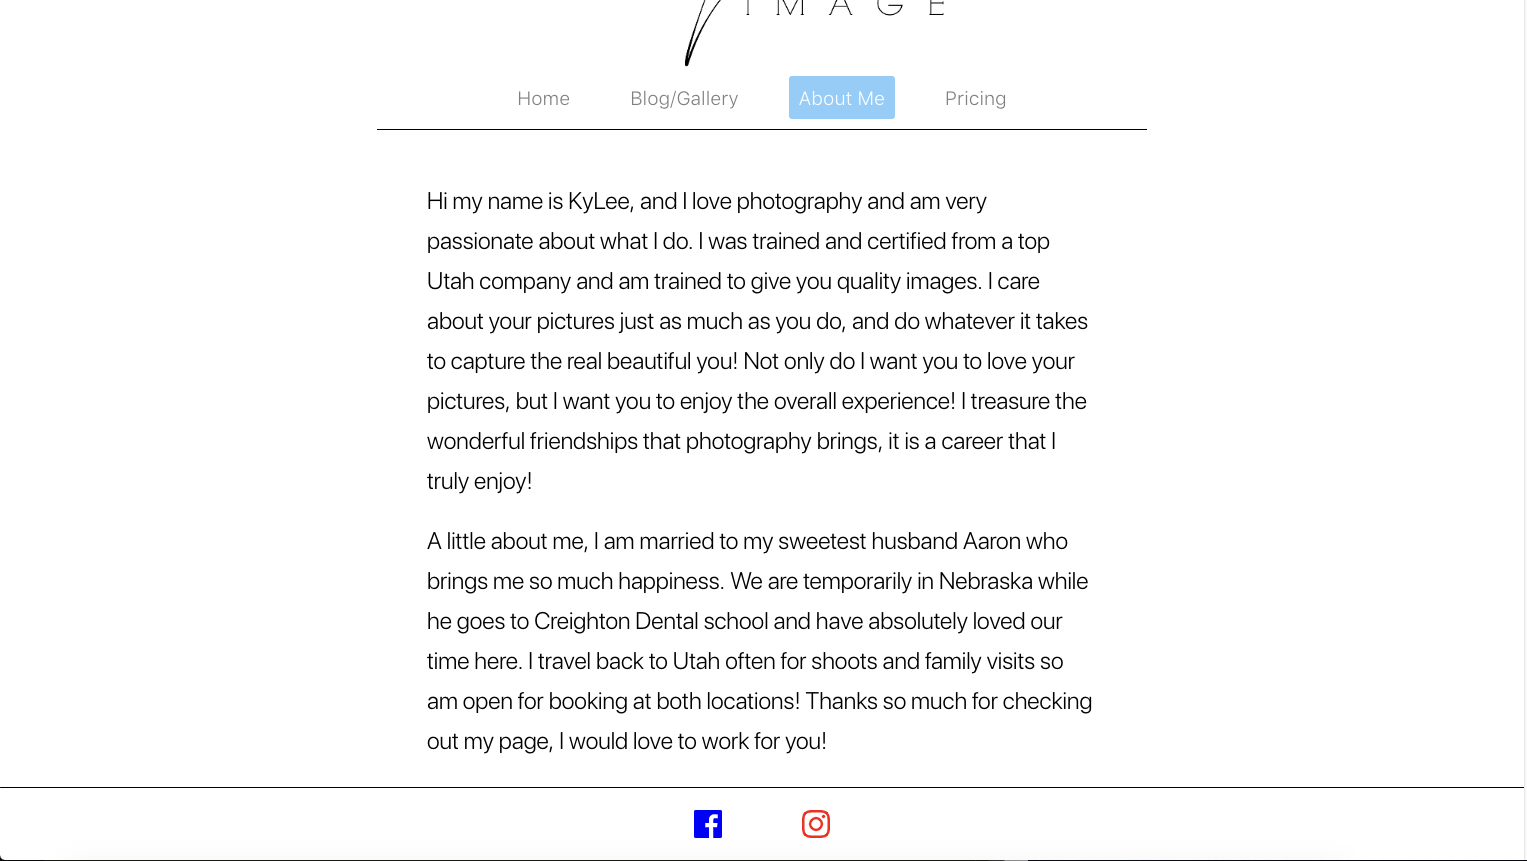 IMAGE
Home Blog/Gallery About Me Pricing
Hi my name is KyLee, and I love photography and am very
passionate about what I do. I was trained and certified from a top
Utah company and am trained to give you quality images. I care
about your pictures just as much as you do, and do whatever it takes
to capture the real beautiful you! Not only do I want you to love your
pictures, but I want you to enjoy the overall experience! I treasure the
wonderful friendships that photography brings, it is a career that I
truly enjoy!
A little about me, I am married to my sweetest husband Aaron who
brings me so much happiness. We are temporarily in Nebraska while
he goes to Creighton Dental school and have absolutely loved our
time here. I travel back to Utah often for shoots and family visits so
am open for booking at both locations! Thanks so much for checking
out my page, I would love to work for you!